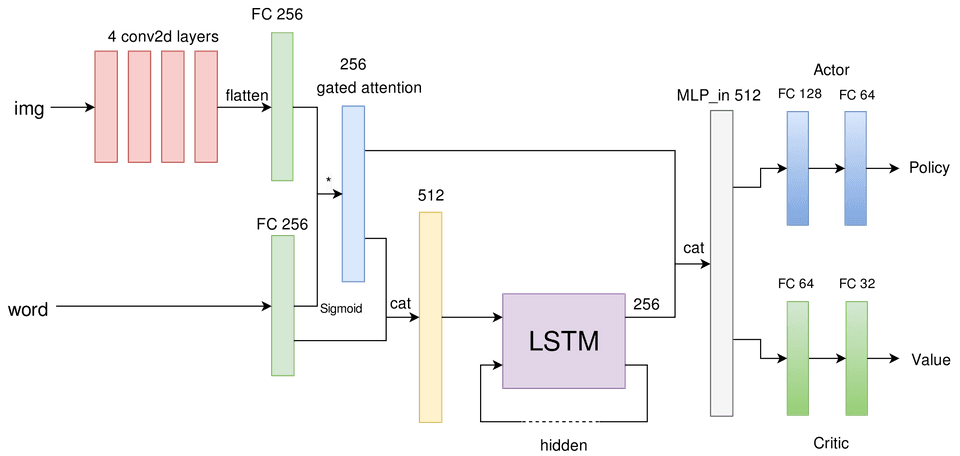 4 conv2d layers
FC 256
img
flatten
256
gated attention
*
FC 256
word
Sigmoid
cat
512
LSTM
256
hidden
cat
MLP_in 512
Actor
FC 128
FC 64
Policy
FC 64
FC 32
Value
Critic